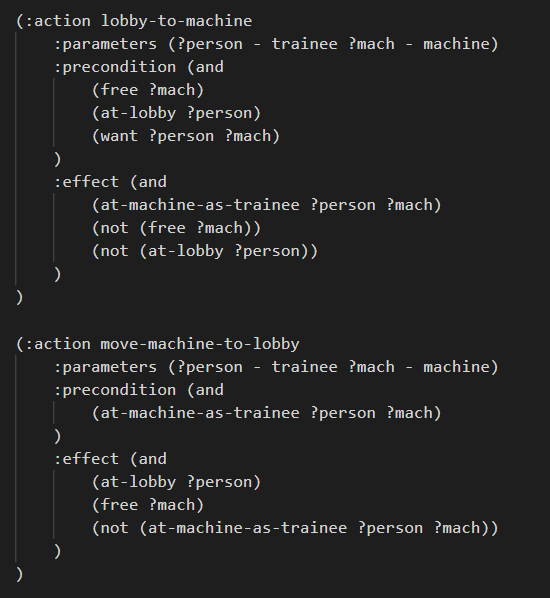 (:action lobby-to-machine
    :parameters (?person - trainee ?mach - machine)
    :precondition (and
        (free ?mach)
        (at-lobby ?person)
        (want ?person ?mach)
    )
    :effect (and
        (at-machine-as-trainee ?person ?mach)
        (not (free ?mach))
        (not (at-lobby ?person))
    )
)

(:action move-machine-to-lobby
    :parameters (?person - trainee ?mach - machine)
    :precondition (and
        (at-machine-as-trainee ?person ?mach)
    )
    :effect (and
        (at-lobby ?person)
        (free ?mach)
        (not (at-machine-as-trainee ?person ?mach))
    )
)